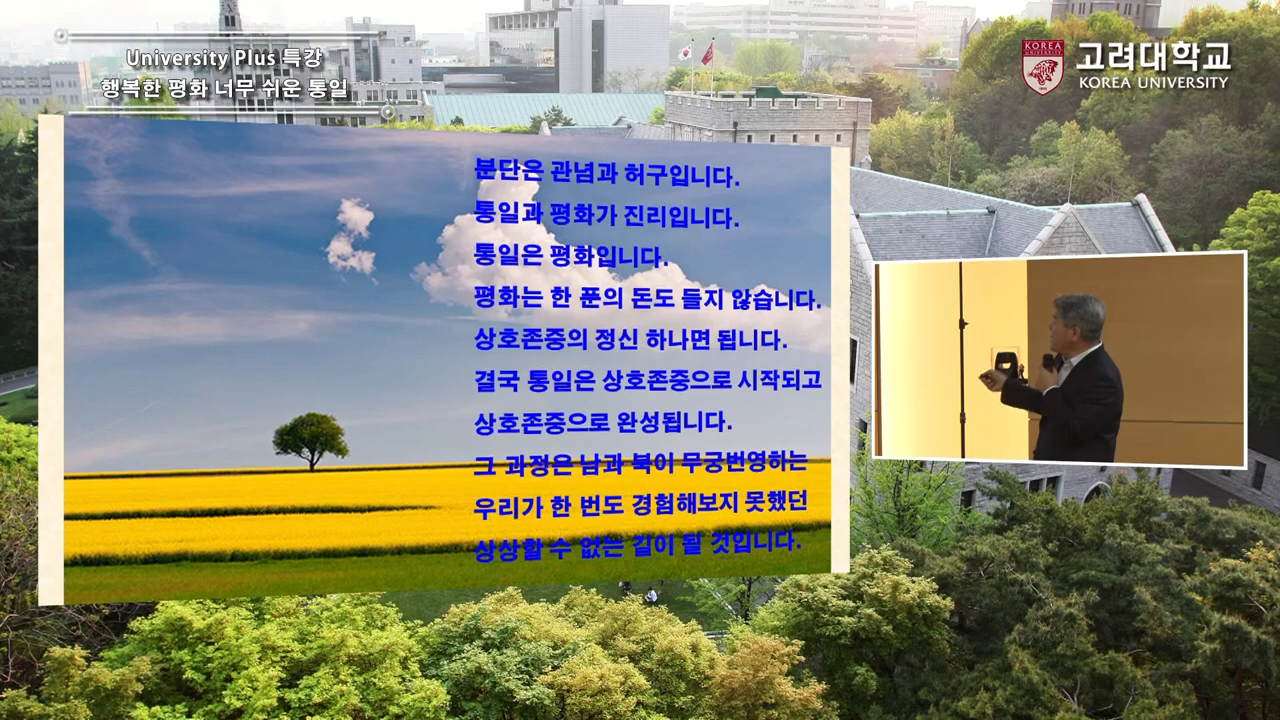 University Plus 특강
행복한 평화 너무 쉬운 통일
KOREA
고려대학교
KOREA UNIVERSITY
분단은 관념과 허구입니다.
통일과 평화가 진리입니다.
통일은 평화입니다.
평화는 한 푼의 돈도 들지 않습니다.
상호존중의 정신 하나면 됩니다.
결국 통일은 상호존중으로 시작되고
상호존중으로 완성됩니다.
그 과정은 남과 북이 무궁번영하는
우리가 한 번도 경험해보지 못했던
상상할 수 없는 길이 될 것입니다.